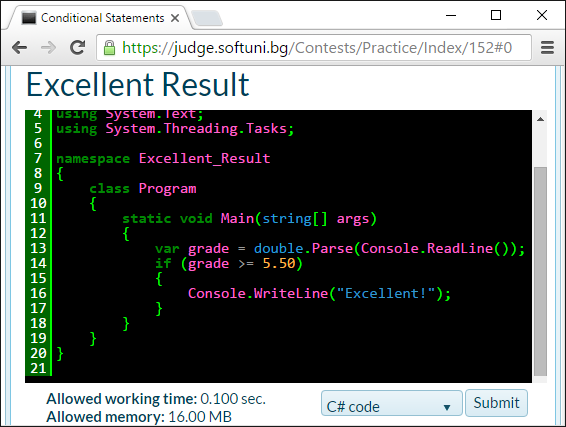 Conditional Statements
https://judge.softuni.bg/Contests/Practice/Index/152#0
Excellent Result
4 using System.Text;
5 using System.Threading.Tasks;
6
7 namespace Excellent_Result
8 {
9 class Program
10 {
11 static void Main(string[] args)
12 {
13 var grade = double.Parse(Console.ReadLine());
14 if (grade >= 5.50)
15 {
16 Console.WriteLine("Excellent!");
17 }
18 }
19 }
20 }
21
Allowed working time: 0.100 sec.
Allowed memory: 16.00 MB
C# code
Submit